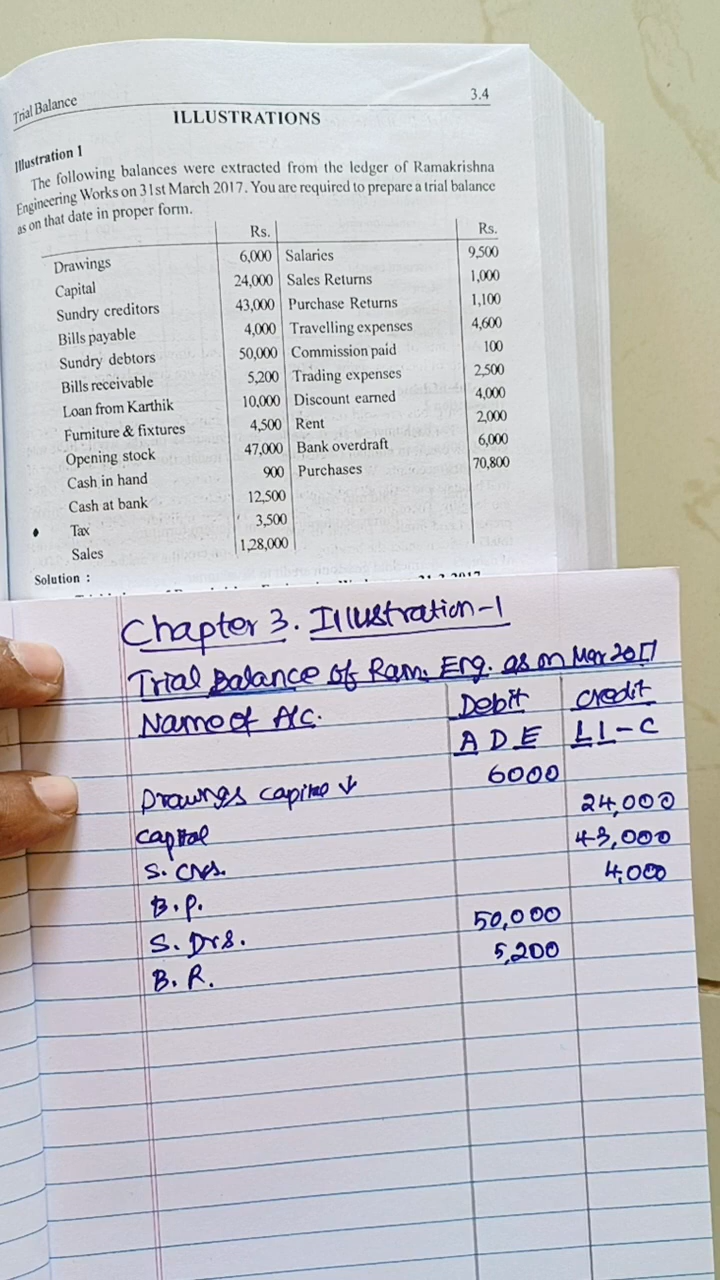 Trial Balance
3.4
ILLUSTRATIONS
Illustration 1
The following balances were extracted from the ledger of Ramakrishna
Engineering Works on 31st March 2017. You are required to prepare a trial balance
as on that date in proper form.
Rs. Rs.
Drawings 6,000 Salaries 9,500
Capital 24,000 Sales Returns 1,000
Sundry creditors 43,000 Purchase Returns 1,100
Bills payable 4,000 Travelling expenses 4,600
Sundry debtors 50,000 Commission paid 100
Bills receivable 5,200 Trading expenses 2,500
Loan from Karthik 10,000 Discount earned 4,000
Furniture & fixtures 4,500 Rent 2,000
Opening stock 47,000 Bank overdraft 6,000
Cash in hand 900 Purchases 70,800
Cash at bank 12,500
Tax 3,500
Sales 1,28,000
Solution :
Chapter 3. Illustration-1
Trial Balance of Ram. Eng. as on Mar 2017
Name of A/c. Debit Credit
A D E L I - C
Drawngs capital ↓ 6000
Capital 24,000
S. Crs. 43,000
B.P. 4,000
S. Drs. 50,000
B. R. 5,200